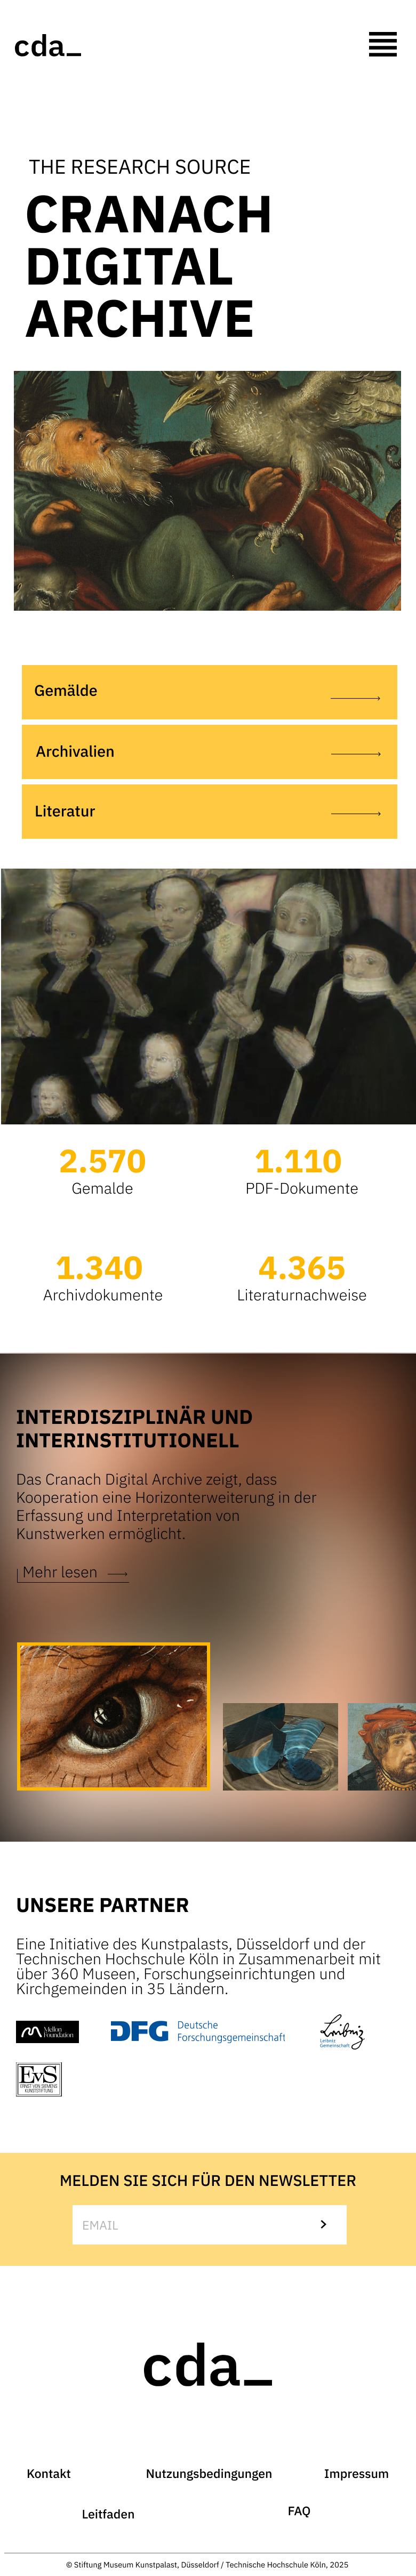 cda_
THE RESEARCH SOURCE
CRANACH
DIGITAL
ARCHIVE
Gemälde
Archivalien
Literatur
2.570
Gemalde
1.110
PDF-Dokumente
1.340
Archivdokumente
4.365
Literaturnachweise
INTERDISZIPLINÄR UND
INTERINSTITUTIONELL
Das Cranach Digital Archive zeigt, dass
Kooperation eine Horizonterweiterung in der
Erfassung und Interpretation von
Kunstwerken ermöglicht.
Mehr lesen
UNSERE PARTNER
Eine Initiative des Kunstpalasts, Düsseldorf und der
Technischen Hochschule Köln in Zusammenarbeit mit
über 360 Museen, Forschungseinrichtungen und
Kirchgemeinden in 35 Ländern.
Mellon
Foundation
DFG
Deutsche
Forschungsgemeinschaft
Leibniz
Leibniz
Gemeinschaft
EvS
ERNST VON SIEMENS
KUNSTSTIFTUNG
MELDEN SIE SICH FÜR DEN NEWSLETTER
EMAIL
cda_
Kontakt
Nutzungsbedingungen
Impressum
Leitfaden
FAQ
© Stiftung Museum Kunstpalast, Düsseldorf / Technische Hochschule Köln, 2025